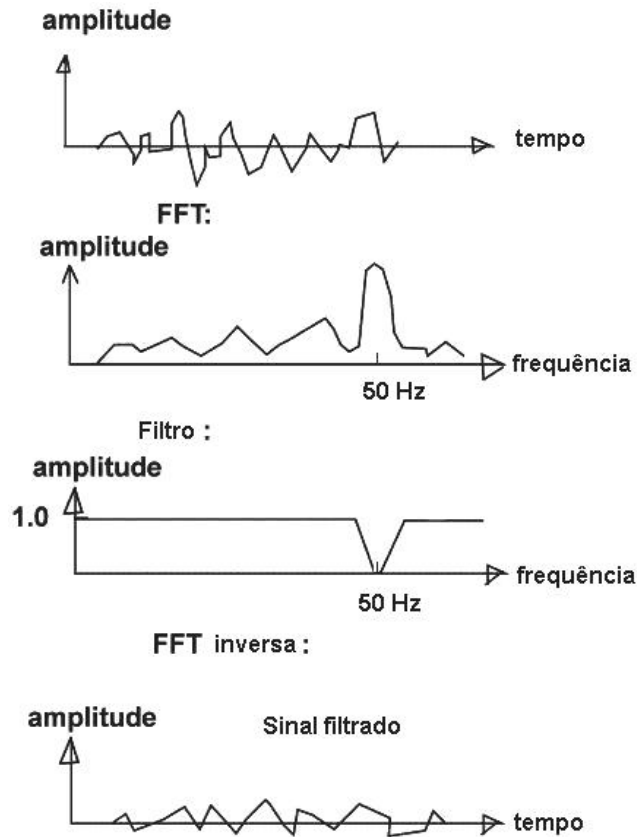 amplitude
tempo
FFT:
amplitude
frequência
50 Hz
Filtro :
amplitude
1.0
frequência
50 Hz
FFT inversa :
amplitude
Sinal filtrado
tempo